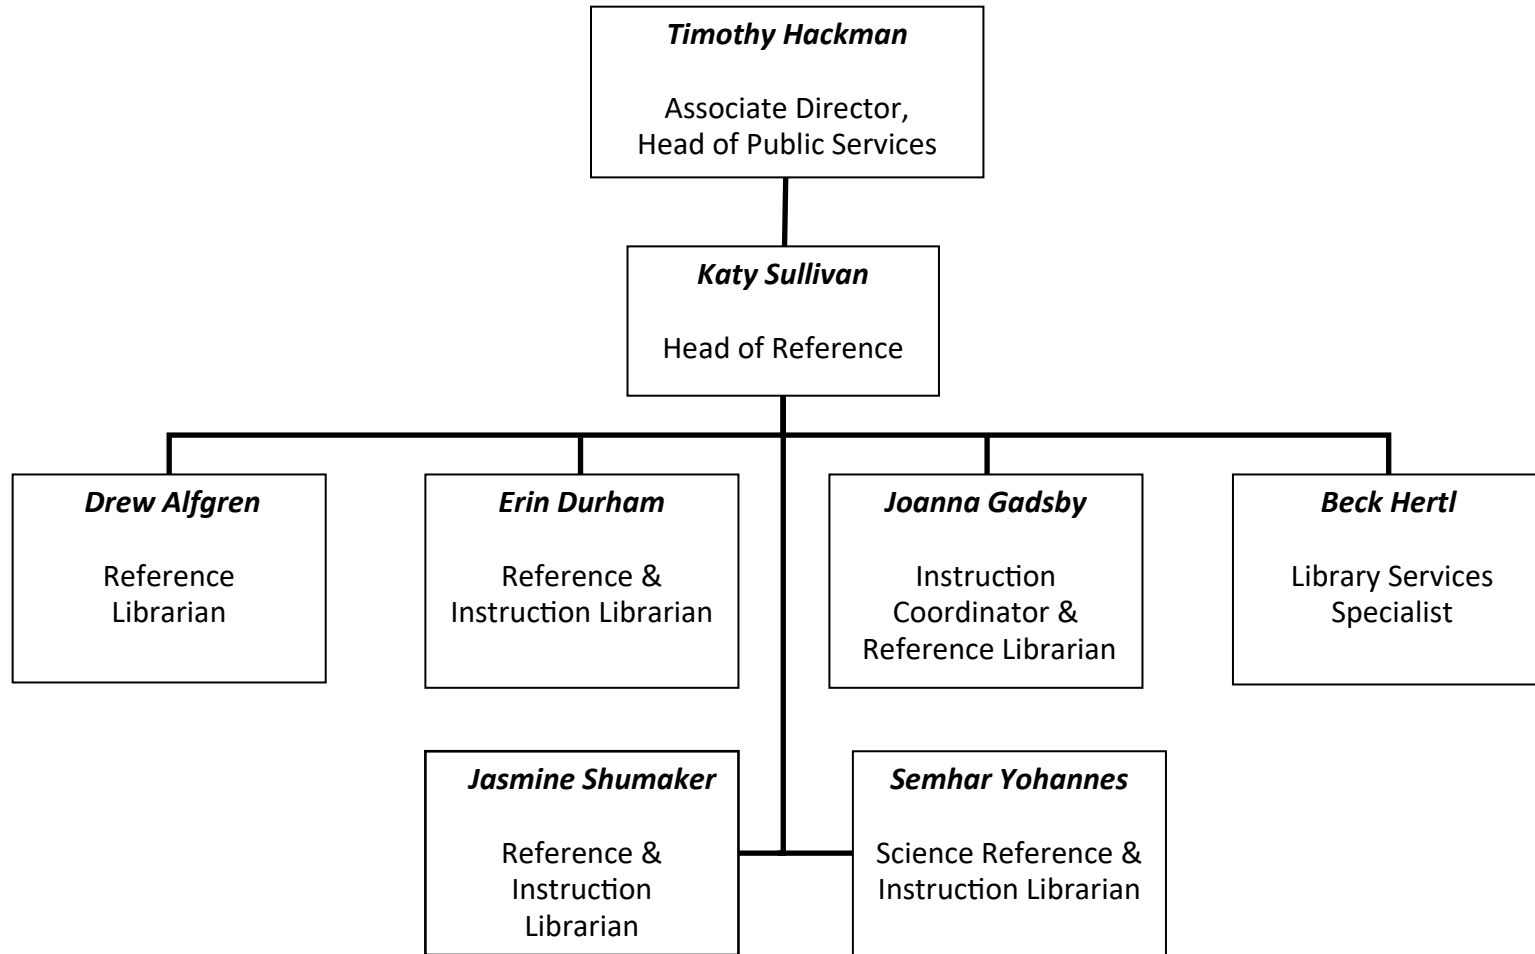 Timothy Hackman
Associate Director,
Head of Public Services
Katy Sullivan
Head of Reference
Drew Alfgren
Reference
Librarian
Erin Durham
Reference &
Instruction Librarian
Joanna Gadsby
Instruction
Coordinator &
Reference Librarian
Beck Hertl
Library Services
Specialist
Jasmine Shumaker
Reference &
Instruction
Librarian
Semhar Yohannes
Science Reference &
Instruction Librarian